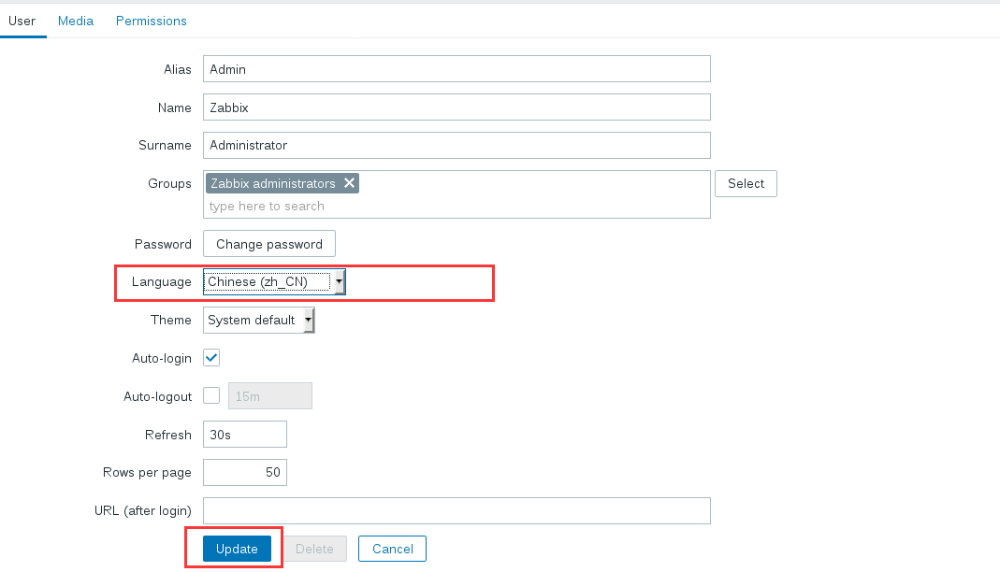 User Media Permissions
Alias Admin
Name Zabbix
Surname Administrator
Groups Zabbix administrators Select
type here to search
Password Change password
Language Chinese (zh_CN)
Theme System default
Auto-login
Auto-logout 15m
Refresh 30s
Rows per page 50
URL (after login)
Update Delete Cancel